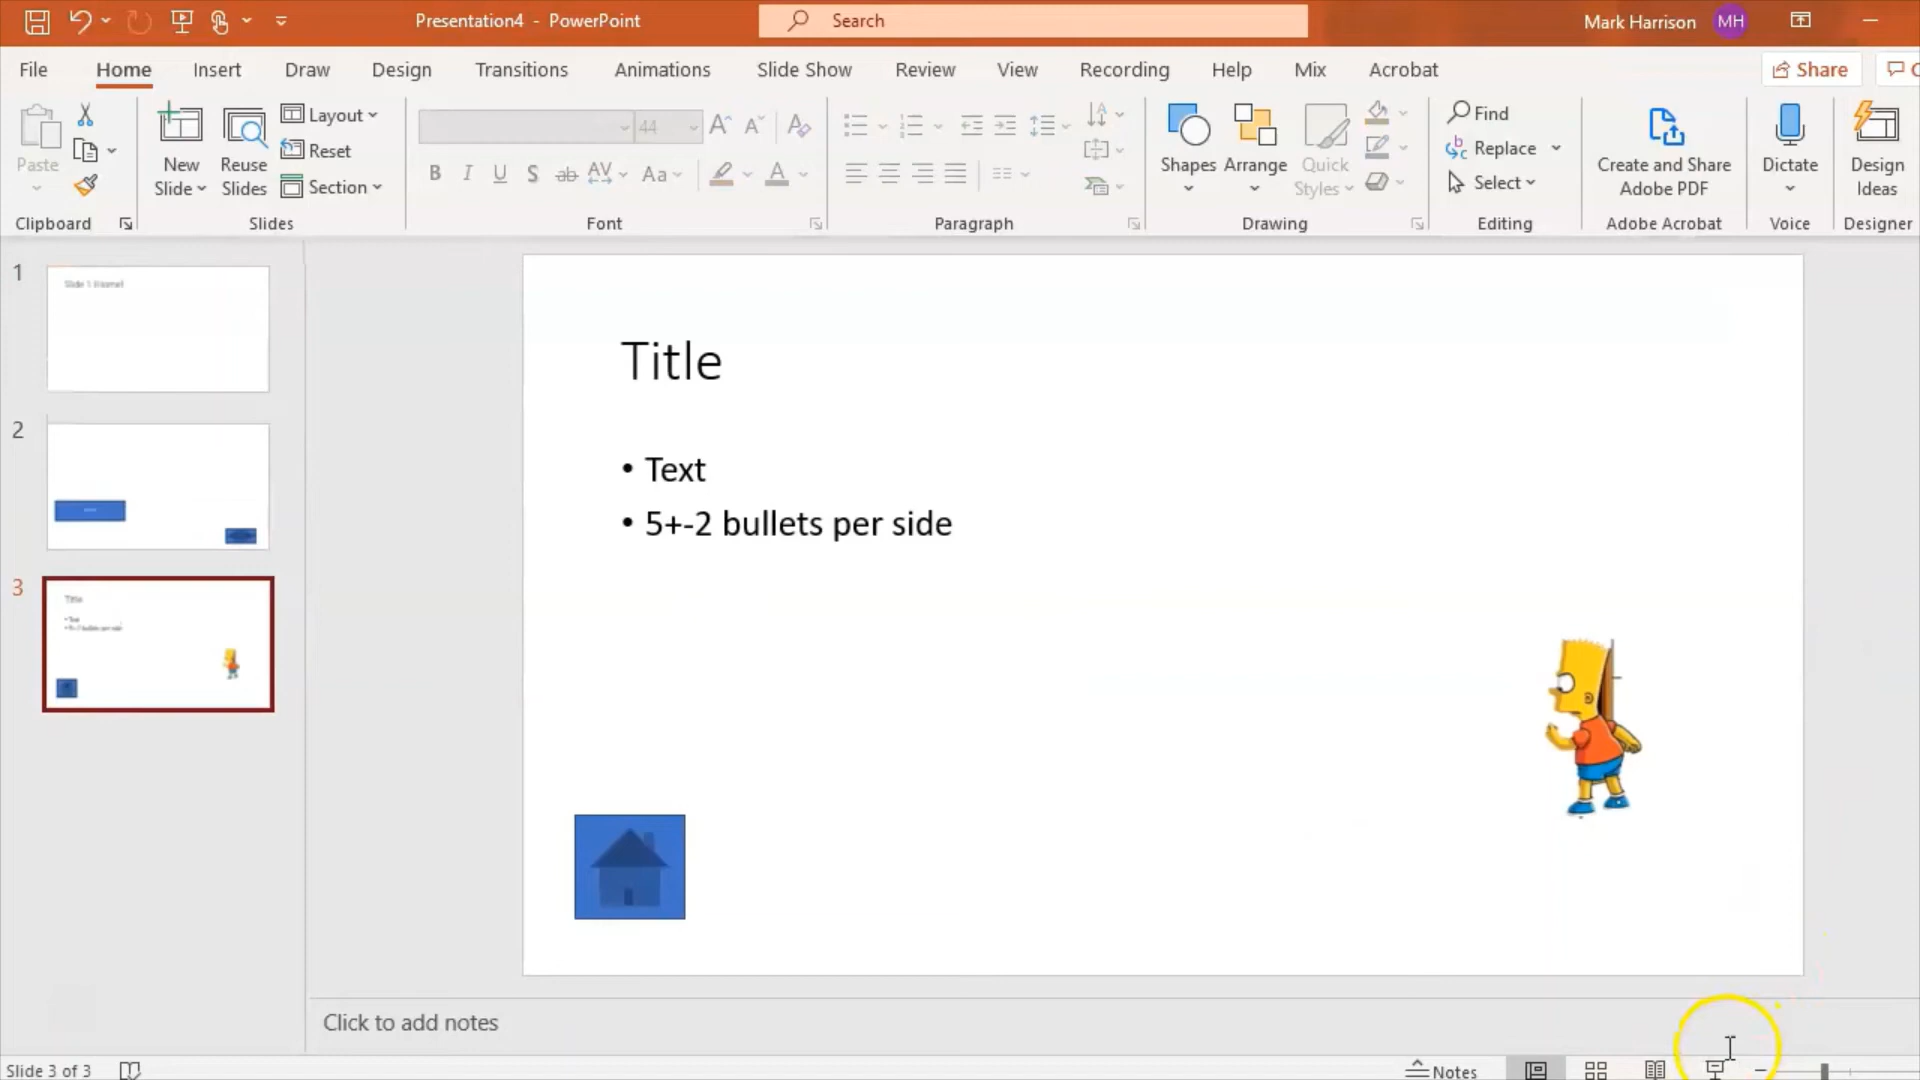 Presentation4 - PowerPoint
Search
Mark Harrison MH
File Home Insert Draw Design Transitions Animations Slide Show Review View Recording Help Mix Acrobat Share
Paste
Clipboard
New Slide
Reuse Slides
Layout
Reset
Section
Slides
44
B I U S ab AV Aa A
Font
Paragraph
Shapes
Arrange
Quick Styles
Drawing
Find
Replace
Select
Editing
Create and Share Adobe PDF
Adobe Acrobat
Dictate
Voice
Design Ideas
Designer
1
2
3
Title
• Text
• 5+-2 bullets per side
Click to add notes
Slide 3 of 3
Notes